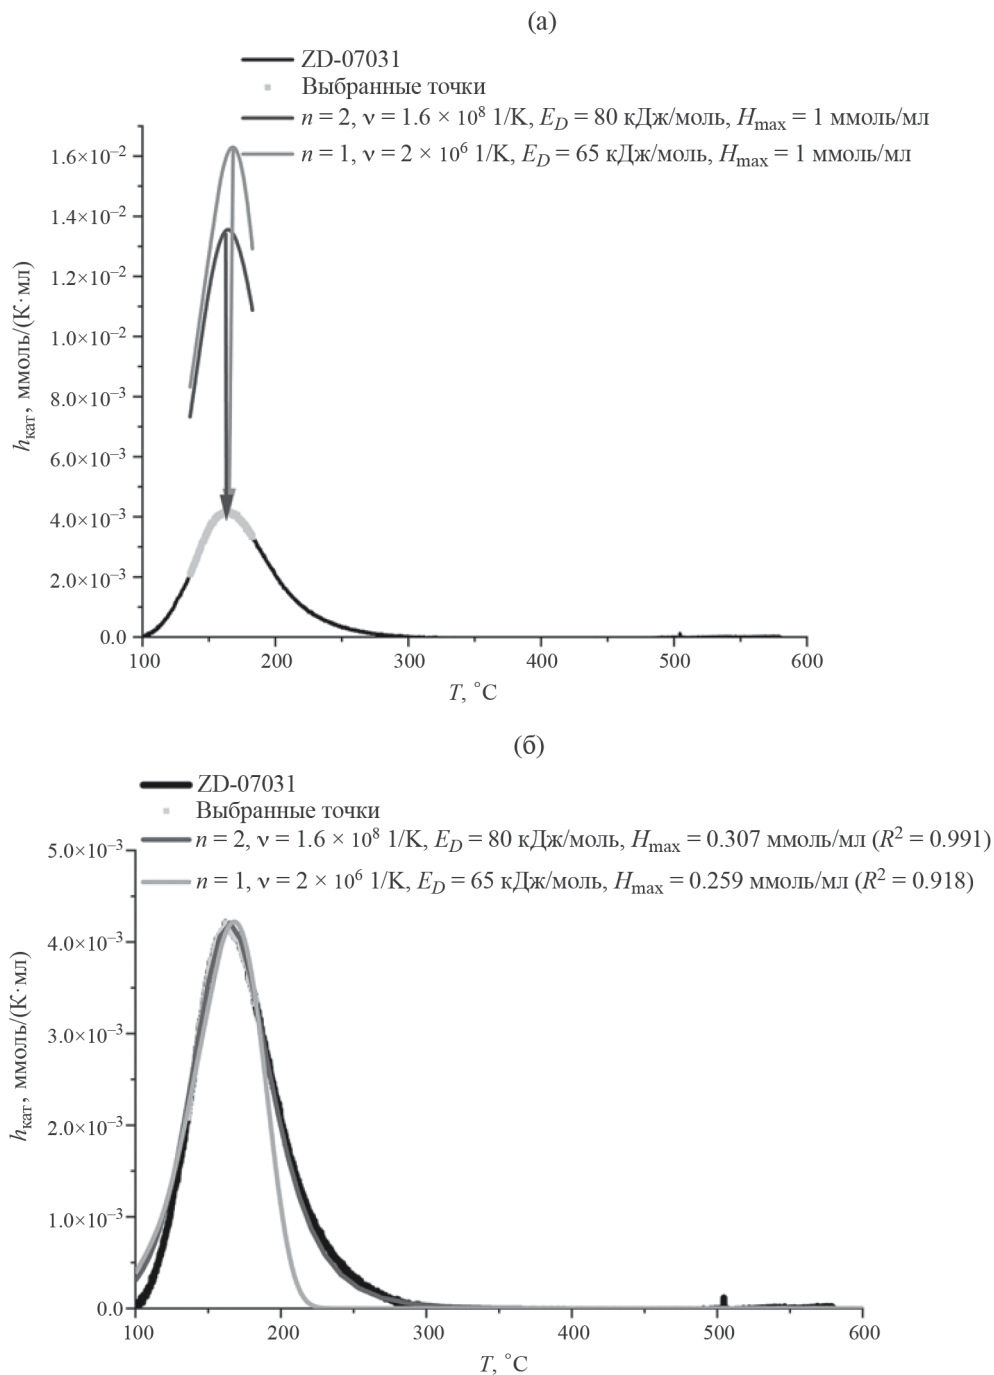 (а)
ZD-07031
Выбранные точки
n = 2, ν = 1.6 × 10⁸ 1/K, E_D = 80 кДж/моль, H_max = 1 ммоль/мл
n = 1, ν = 2 × 10⁶ 1/K, E_D = 65 кДж/моль, H_max = 1 ммоль/мл
1.6×10⁻²
1.4×10⁻²
1.2×10⁻²
1.0×10⁻²
8.0×10⁻³
6.0×10⁻³
4.0×10⁻³
2.0×10⁻³
0.0
h_кат, ммоль/(К·мл)
100 200 300 400 500 600
T, °C
(б)
ZD-07031
Выбранные точки
n = 2, ν = 1.6 × 10⁸ 1/K, E_D = 80 кДж/моль, H_max = 0.307 ммоль/мл (R² = 0.991)
n = 1, ν = 2 × 10⁶ 1/K, E_D = 65 кДж/моль, H_max = 0.259 ммоль/мл (R² = 0.918)
5.0×10⁻³
4.0×10⁻³
3.0×10⁻³
2.0×10⁻³
1.0×10⁻³
0.0
h_кат, ммоль/(К·мл)
100 200 300 400 500 600
T, °C